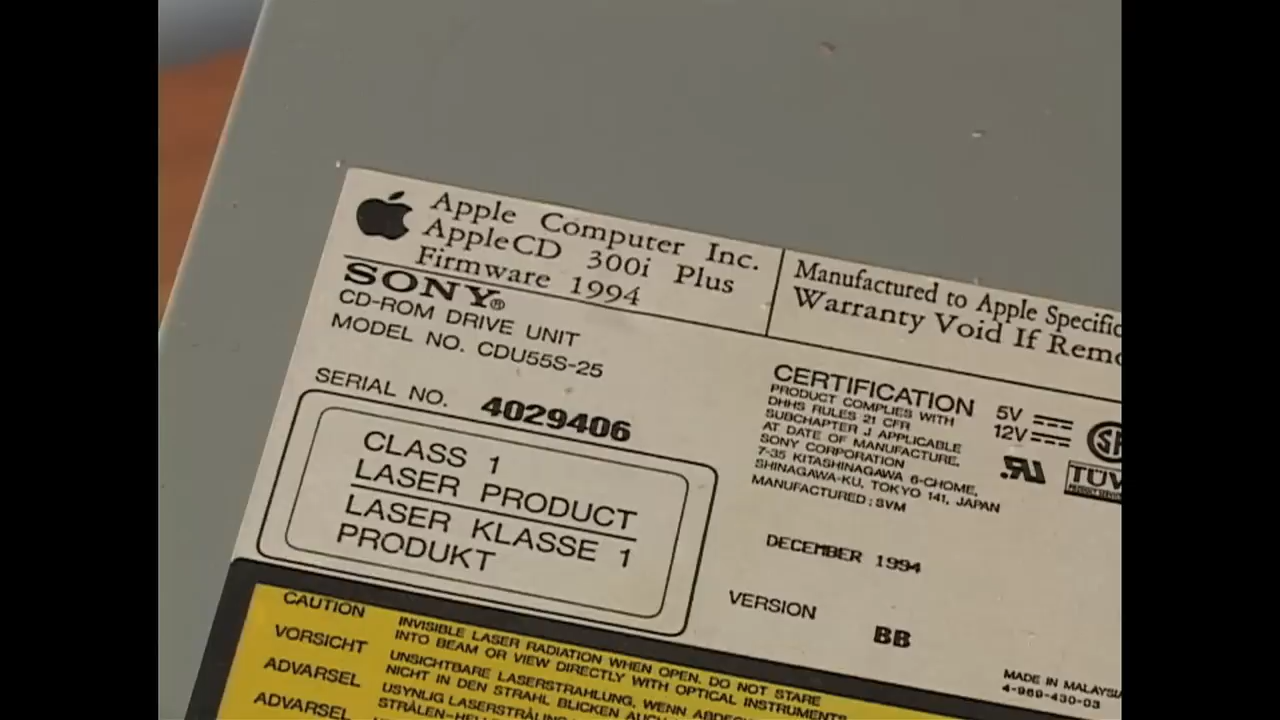 Apple Computer Inc.
AppleCD 300i Plus
Firmware 1994
Manufactured to Apple
Warranty Void If
SONY®
CD-ROM DRIVE UNIT
MODEL NO. CDU55S-25
SERIAL NO. 4029406
CLASS 1
LASER PRODUCT
LASER KLASSE 1
PRODUKT
CERTIFICATION
PRODUCT COMPLIES WITH
DHHS RULES 21 CFR
SUBCHAPTER J APPLICABLE
AT DATE OF MANUFACTURE.
SONY CORPORATION
7-35 KITASHINAGAWA 6-CHOME,
SHINAGAWA-KU, TOKYO 141, JAPAN
MANUFACTURED : SVM
5V
12V
TÜV
DECEMBER 1994
VERSION BB
MADE IN MALAYSIA
4-969-430-03
CAUTION
INVISIBLE LASER RADIATION WHEN OPEN. DO NOT STARE
INTO BEAM OR VIEW DIRECTLY WITH OPTICAL INSTRUMENTS
VORSICHT
UNSICHTBARE LASERSTRAHLUNG, WENN
NICHT IN DEN STRAHL BLICKEN AUCH
ADVARSEL
USYNLIG
ADVARSEL